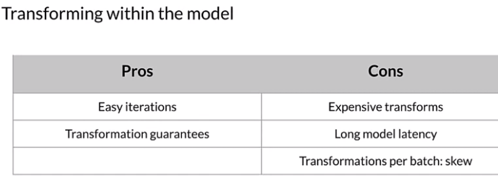 Transforming within the model
Pros Cons
Easy iterations Expensive transforms
Transformation guarantees Long model latency
Transformations per batch: skew